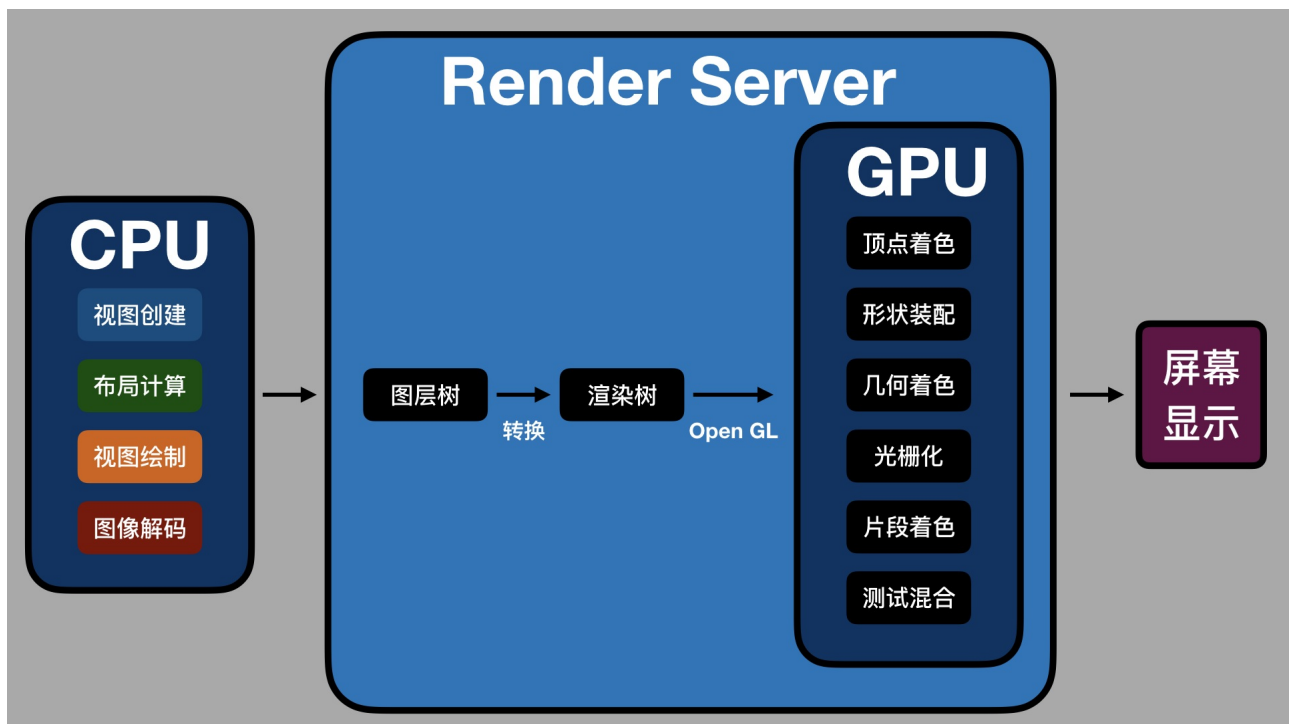 Render Server
CPU
视图创建
布局计算
视图绘制
图像解码
图层树
转换
渲染树
Open GL
GPU
顶点着色
形状装配
几何着色
光栅化
片段着色
测试混合
屏幕
显示